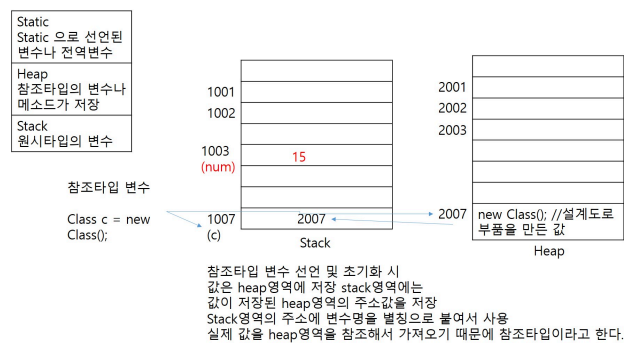 Static
Static 으로 선언된
변수나 전역변수
Heap
참조타입의 변수나
메소드가 저장
Stack
원시타입의 변수
참조타입 변수
Class c = new
Class();
1001
1002
1003
(num)
15
1007
(c)
2007
Stack
2001
2002
2003
2007
new Class(); //설계도로
부품을 만든 값
Heap
참조타입 변수 선언 및 초기화 시
값은 heap영역에 저장 stack영역에는
값이 저장된 heap영역의 주소값을 저장
Stack영역의 주소에 변수명을 별칭으로 붙여서 사용
실제 값을 heap영역을 참조해서 가져오기 때문에 참조타입이라고 한다.